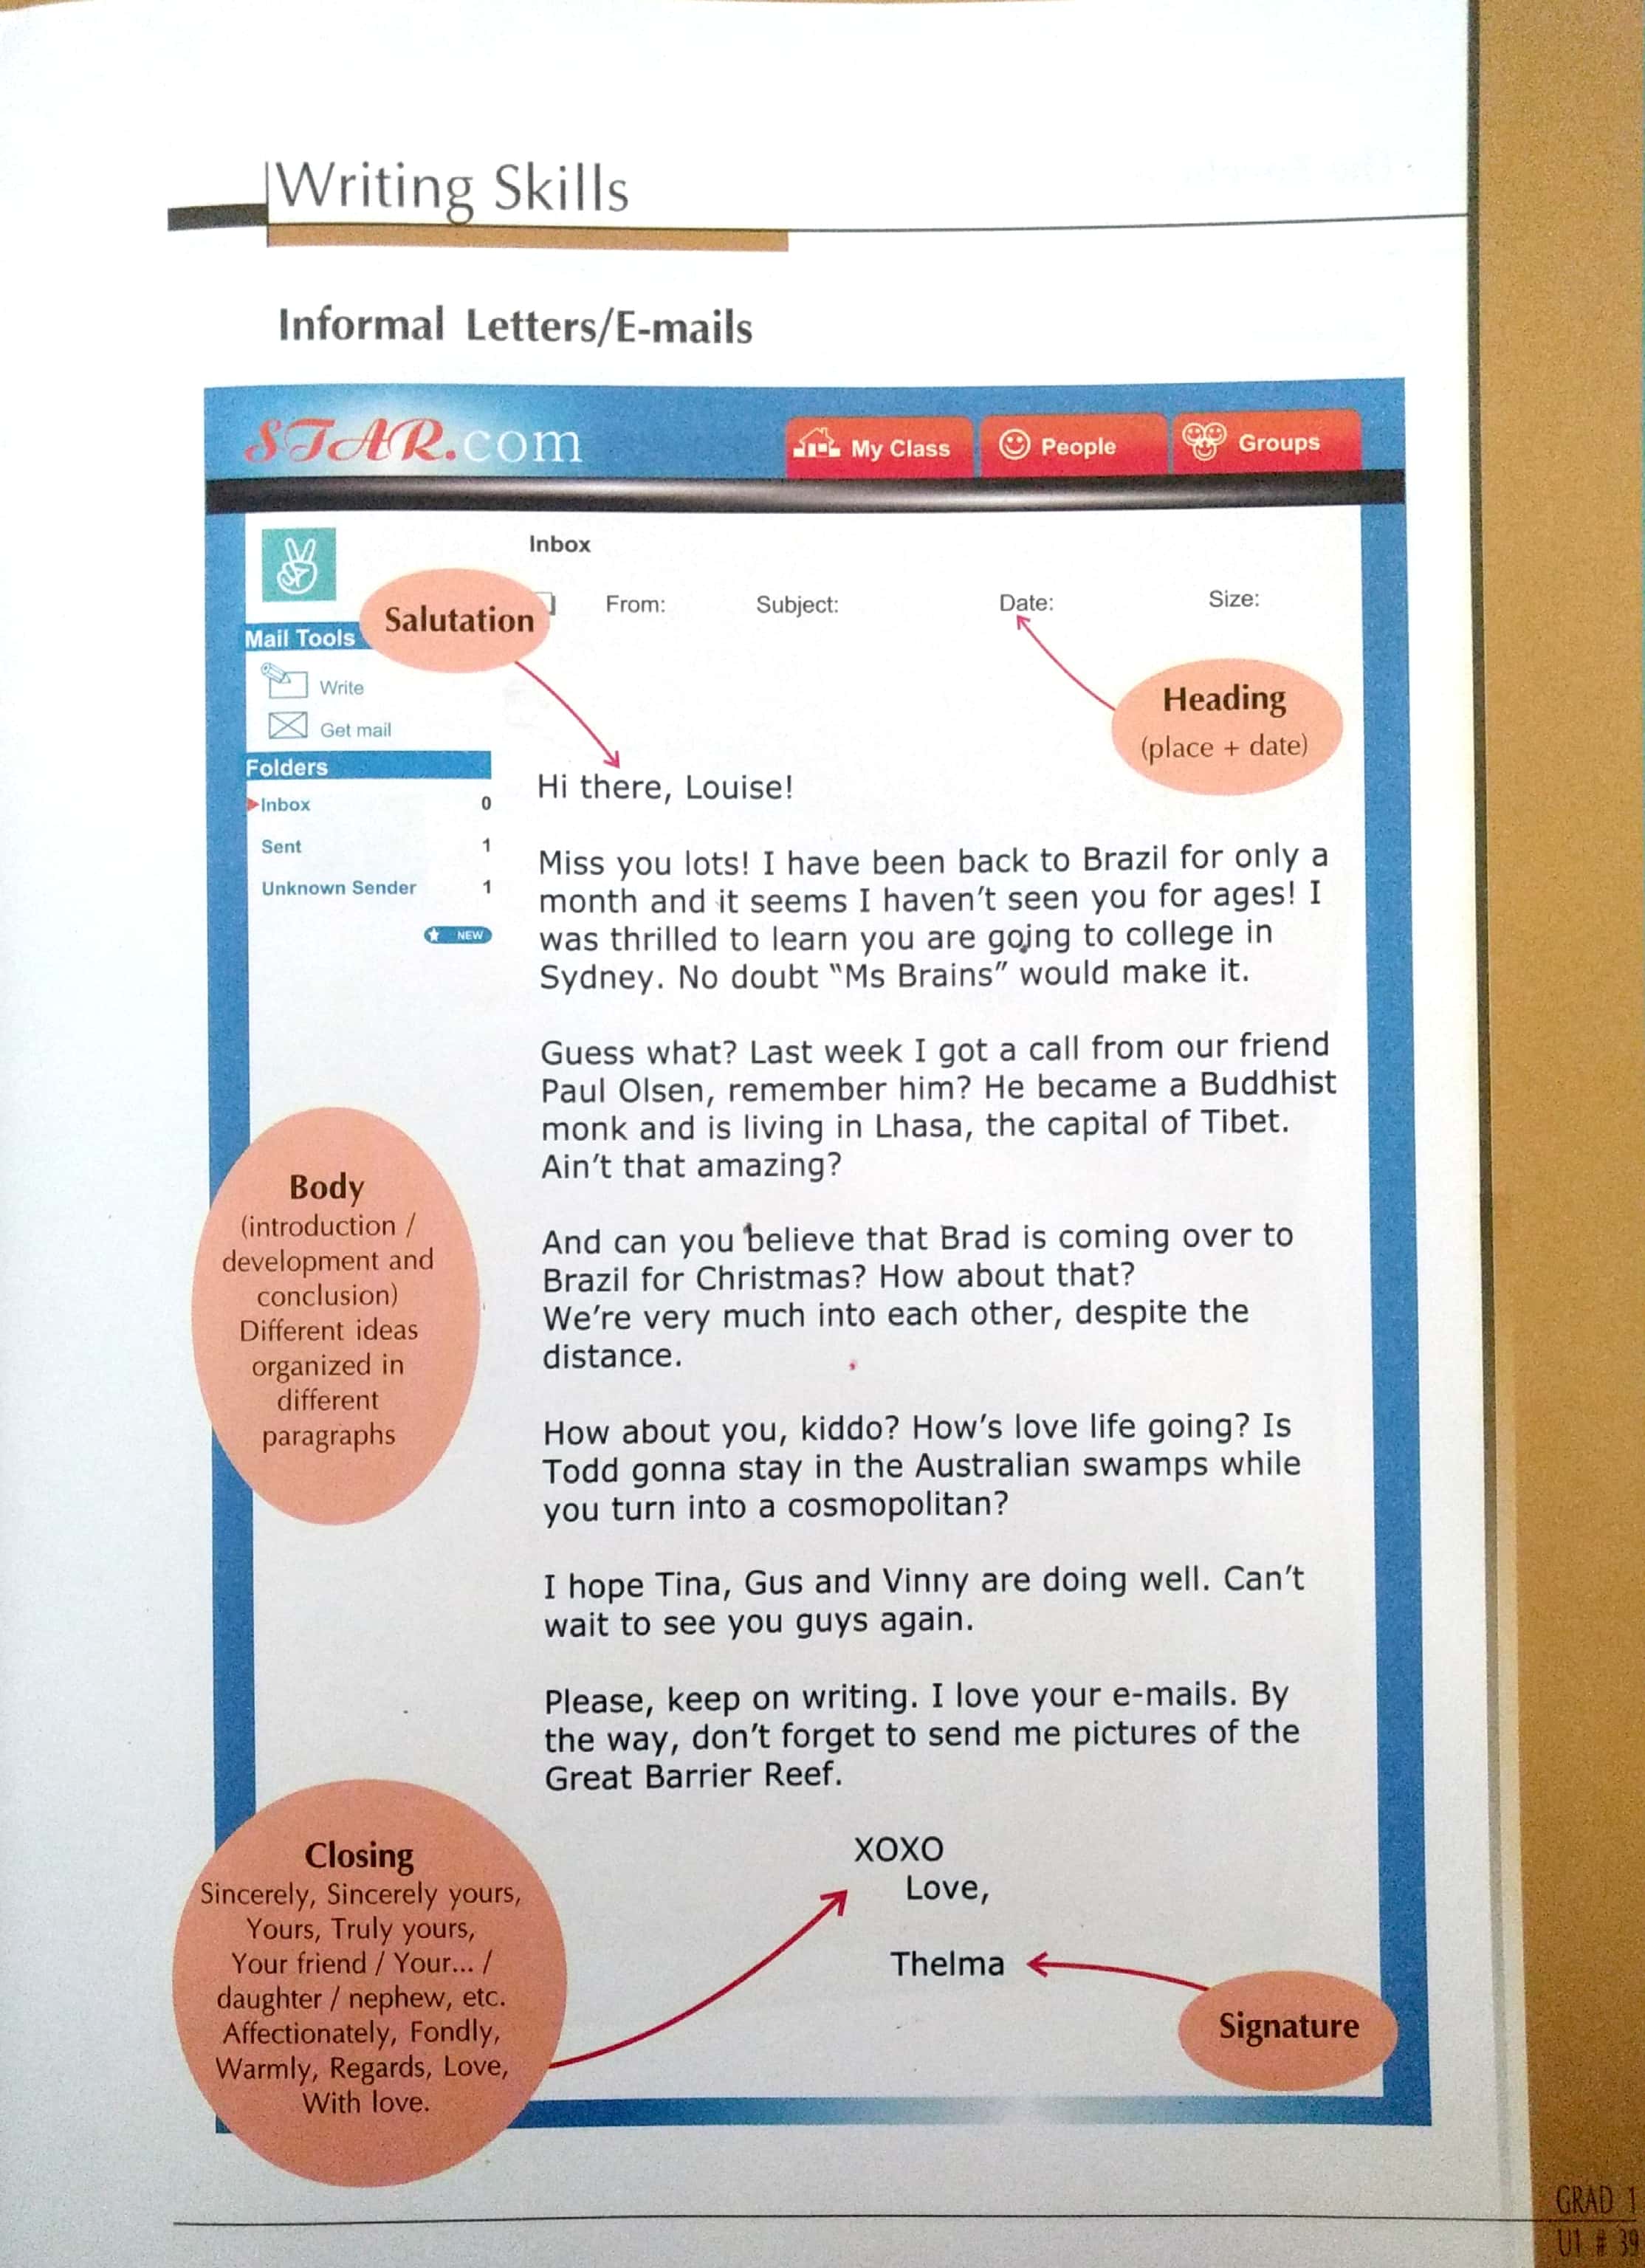 Writing Skills
Informal Letters/E-mails
STAR.com
My Class
People
Groups
Inbox
From:
Subject:
Date:
Size:
Salutation
Heading
(place + date)
Mail Tools
Write
Get mail
Folders
Inbox 0
Sent 1
Unknown Sender 1
NEW
Hi there, Louise!
Miss you lots! I have been back to Brazil for only a
month and it seems I haven't seen you for ages! I
was thrilled to learn you are going to college in
Sydney. No doubt "Ms Brains" would make it.
Guess what? Last week I got a call from our friend
Paul Olsen, remember him? He became a Buddhist
monk and is living in Lhasa, the capital of Tibet.
Ain't that amazing?
And can you believe that Brad is coming over to
Brazil for Christmas? How about that?
We're very much into each other, despite the
distance.
How about you, kiddo? How's love life going? Is
Todd gonna stay in the Australian swamps while
you turn into a cosmopolitan?
I hope Tina, Gus and Vinny are doing well. Can't
wait to see you guys again.
Please, keep on writing. I love your e-mails. By
the way, don't forget to send me pictures of the
Great Barrier Reef.
XOXO
Love,
Thelma
Body
(introduction /
development and
conclusion)
Different ideas
organized in
different
paragraphs
Closing
Sincerely, Sincerely yours,
Yours, Truly yours,
Your friend / Your... /
daughter / nephew, etc.
Affectionately, Fondly,
Warmly, Regards, Love,
With love.
Signature
GRAD 1
U1 # 39